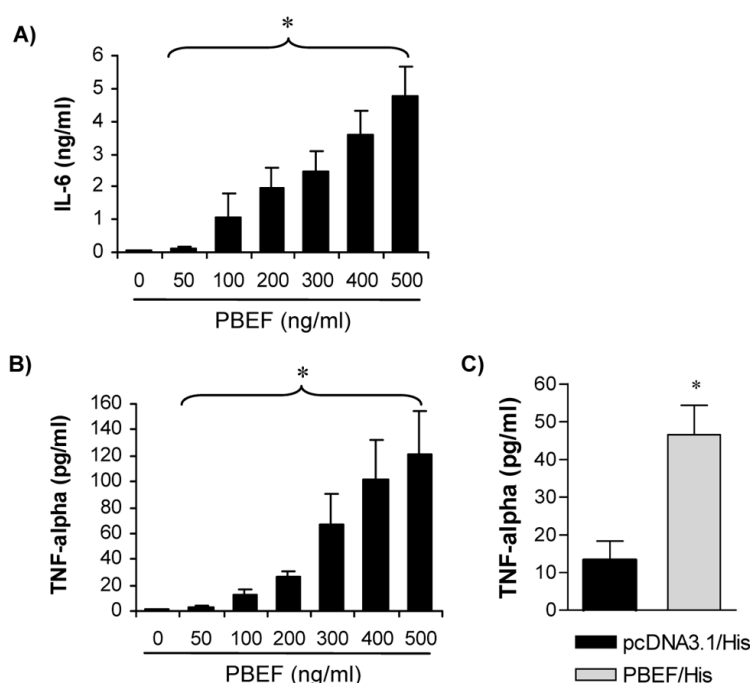 A)
*
IL-6 (ng/ml)
6
5
4
3
2
1
0
0 50 100 200 300 400 500
PBEF (ng/ml)
B)
*
TNF-alpha (pg/ml)
160
140
120
100
80
60
40
20
0
0 50 100 200 300 400 500
PBEF (ng/ml)
C)
*
TNF-alpha (pg/ml)
60
50
40
30
20
10
0
pcDNA3.1/His
PBEF/His